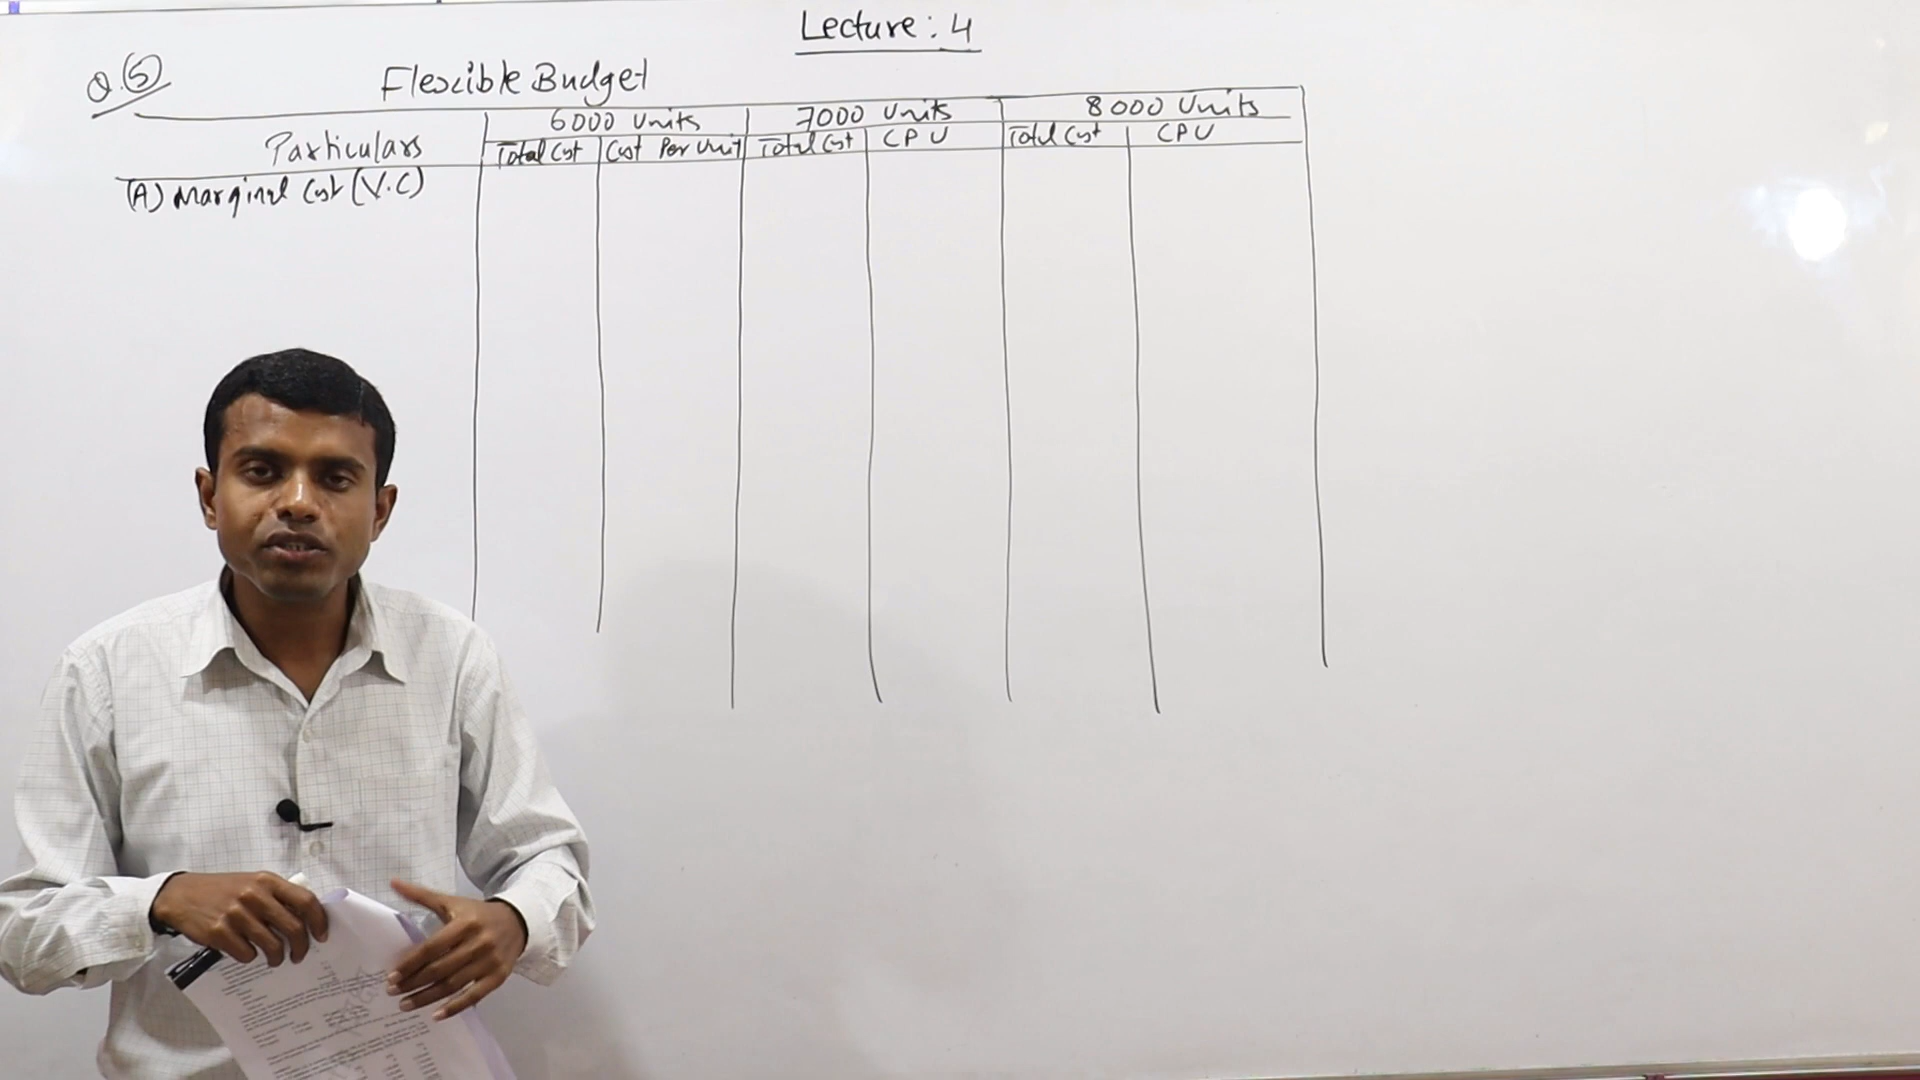 Lecture : 4
Q.(5)
Flexible Budget
Particulars 6000 Units 7000 Units 8000 Units
Total Cost Cost Per Unit Total Cost CPU Total Cost CPU
(A) Marginal Cost (V.C)